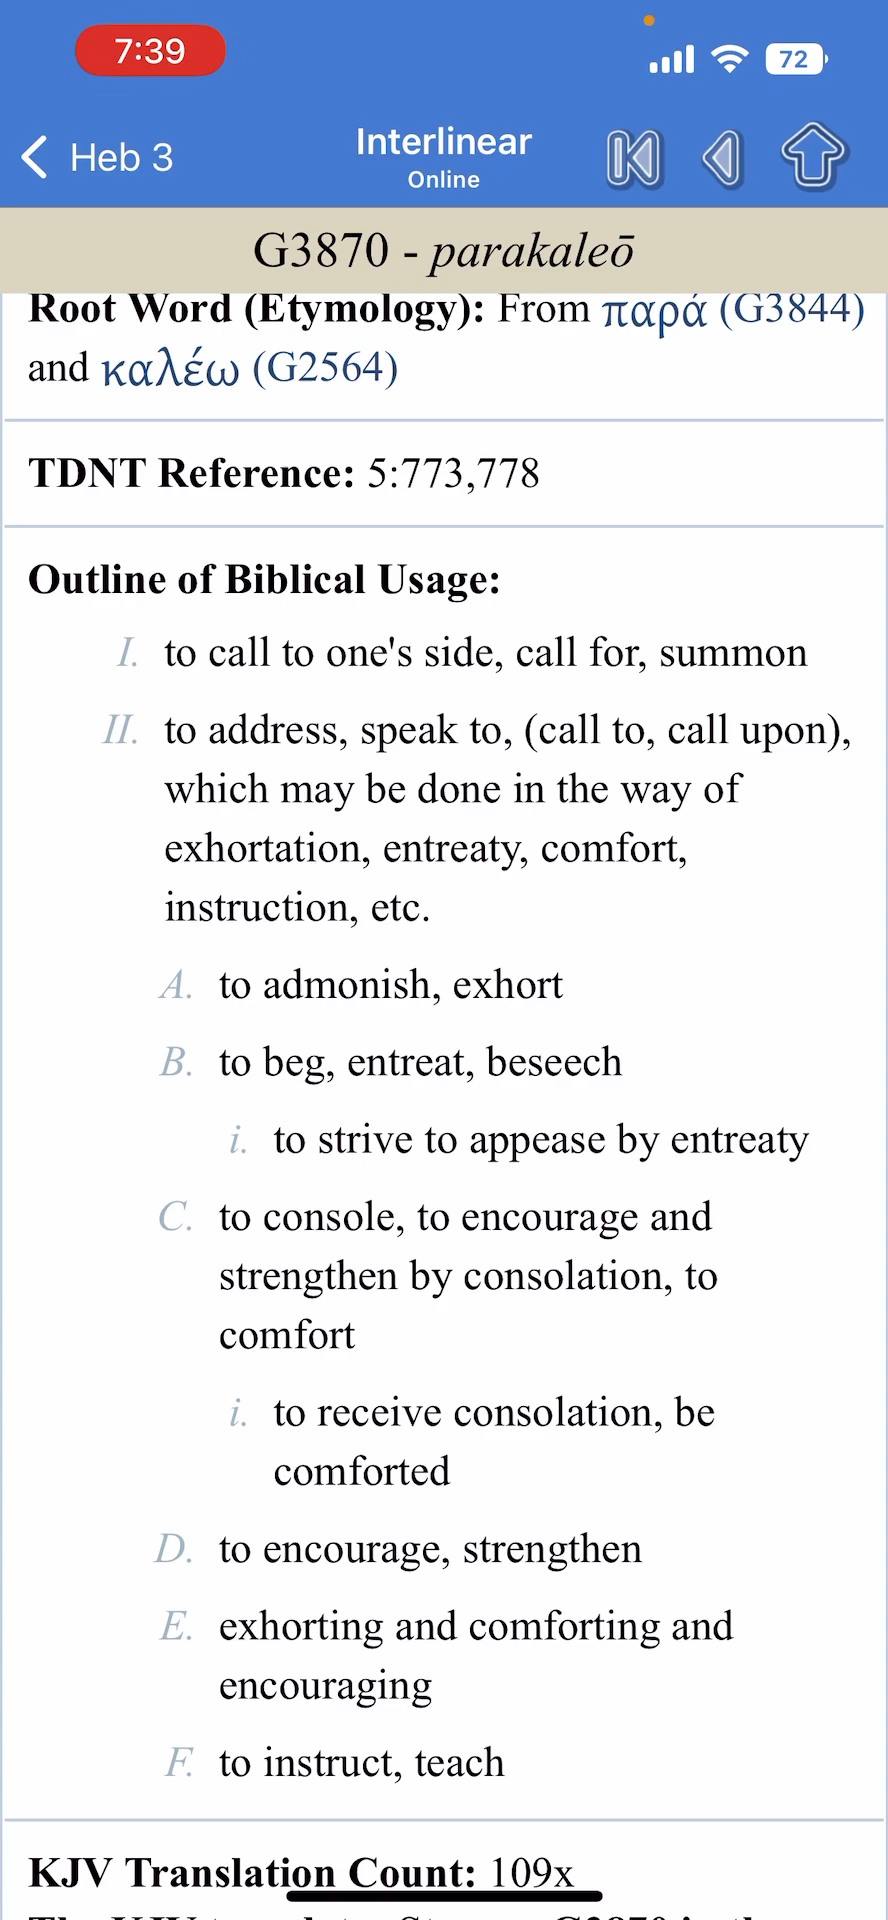 7:39
72
Heb 3
Interlinear
Online
G3870 - parakaleō
Root Word (Etymology): From παρά (G3844)
and καλέω (G2564)
TDNT Reference: 5:773,778
Outline of Biblical Usage:
I. to call to one's side, call for, summon
II. to address, speak to, (call to, call upon),
which may be done in the way of
exhortation, entreaty, comfort,
instruction, etc.
A. to admonish, exhort
B. to beg, entreat, beseech
i. to strive to appease by entreaty
C. to console, to encourage and
strengthen by consolation, to
comfort
i. to receive consolation, be
comforted
D. to encourage, strengthen
E. exhorting and comforting and
encouraging
F. to instruct, teach
KJV Translation Count: 109x